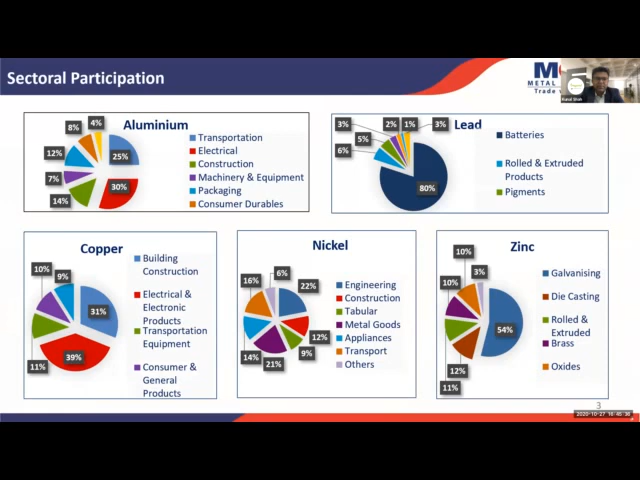 Sectoral Participation
METAL
Trade
Aluminium
8%
4%
12%
25%
7%
30%
14%
Transportation
Electrical
Construction
Machinery & Equipment
Packaging
Consumer Durables
Lead
3%
2%
1%
3%
5%
6%
80%
Batteries
Rolled & Extruded
Products
Pigments
Copper
10%
9%
31%
39%
11%
Building
Construction
Electrical &
Electronic
Products
Transportation
Equipment
Consumer &
General
Products
Nickel
16%
6%
22%
12%
9%
21%
14%
Engineering
Construction
Tabular
Metal Goods
Appliances
Transport
Others
Zinc
10%
3%
10%
54%
12%
11%
Galvanising
Die Casting
Rolled &
Extruded
Brass
Oxides
3
2020-10-27 16:45:36